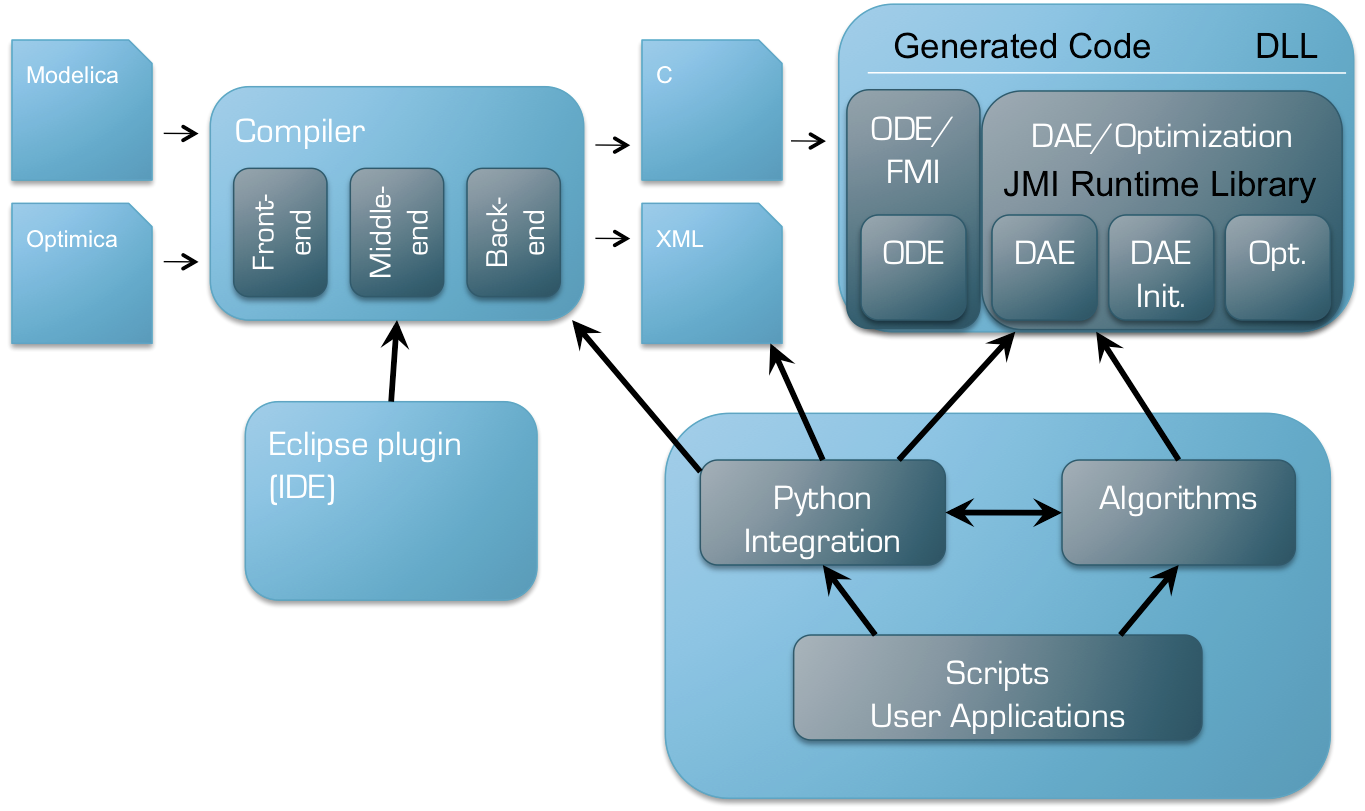 Modelica
Optimica
Compiler
Front-
end
Middle-
end
Back-
end
C
XML
Generated Code DLL
ODE/
FMI
ODE
DAE/Optimization
JMI Runtime Library
DAE
DAE
Init.
Opt.
Eclipse plugin
(IDE)
Python
Integration
Algorithms
Scripts
User Applications